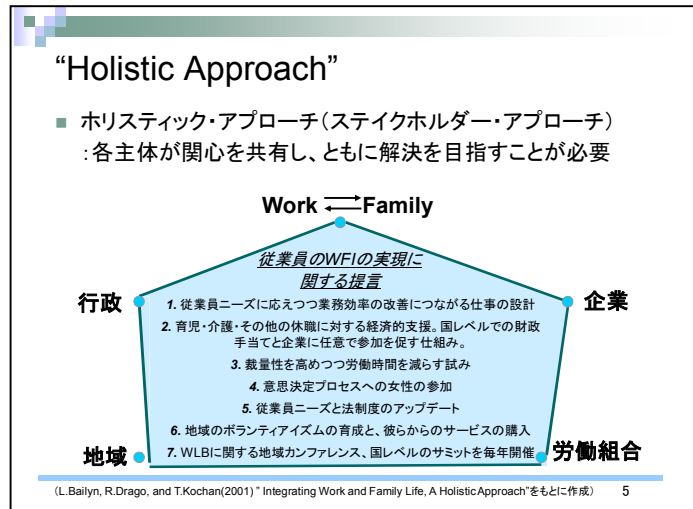 “Holistic Approach”
■ ホリスティック・アプローチ（ステイクホルダー・アプローチ）
：各主体が関心を共有し、ともに解決を目指すことが必要
Work ⇄ Family
従業員のWFIの実現に
関する提言
行政
企業
1. 従業員ニーズに応えつつ業務効率の改善につながる仕事の設計
2. 育児・介護・その他の休職に対する経済的支援。国レベルでの財政
手当てと企業に任意で参加を促す仕組み。
3. 裁量性を高めつつ労働時間を減らす試み
4. 意思決定プロセスへの女性の参加
5. 従業員ニーズと法制度のアップデート
6. 地域のボランティアイズムの育成と、彼らからのサービスの購入
7. WLBに関する地域カンファレンス、国レベルのサミットを毎年開催
地域
労働組合
（L.Bailyn, R.Drago, and T.Kochan(2001) ” Integrating Work and Family Life, A Holistic Approach”をもとに作成）
5